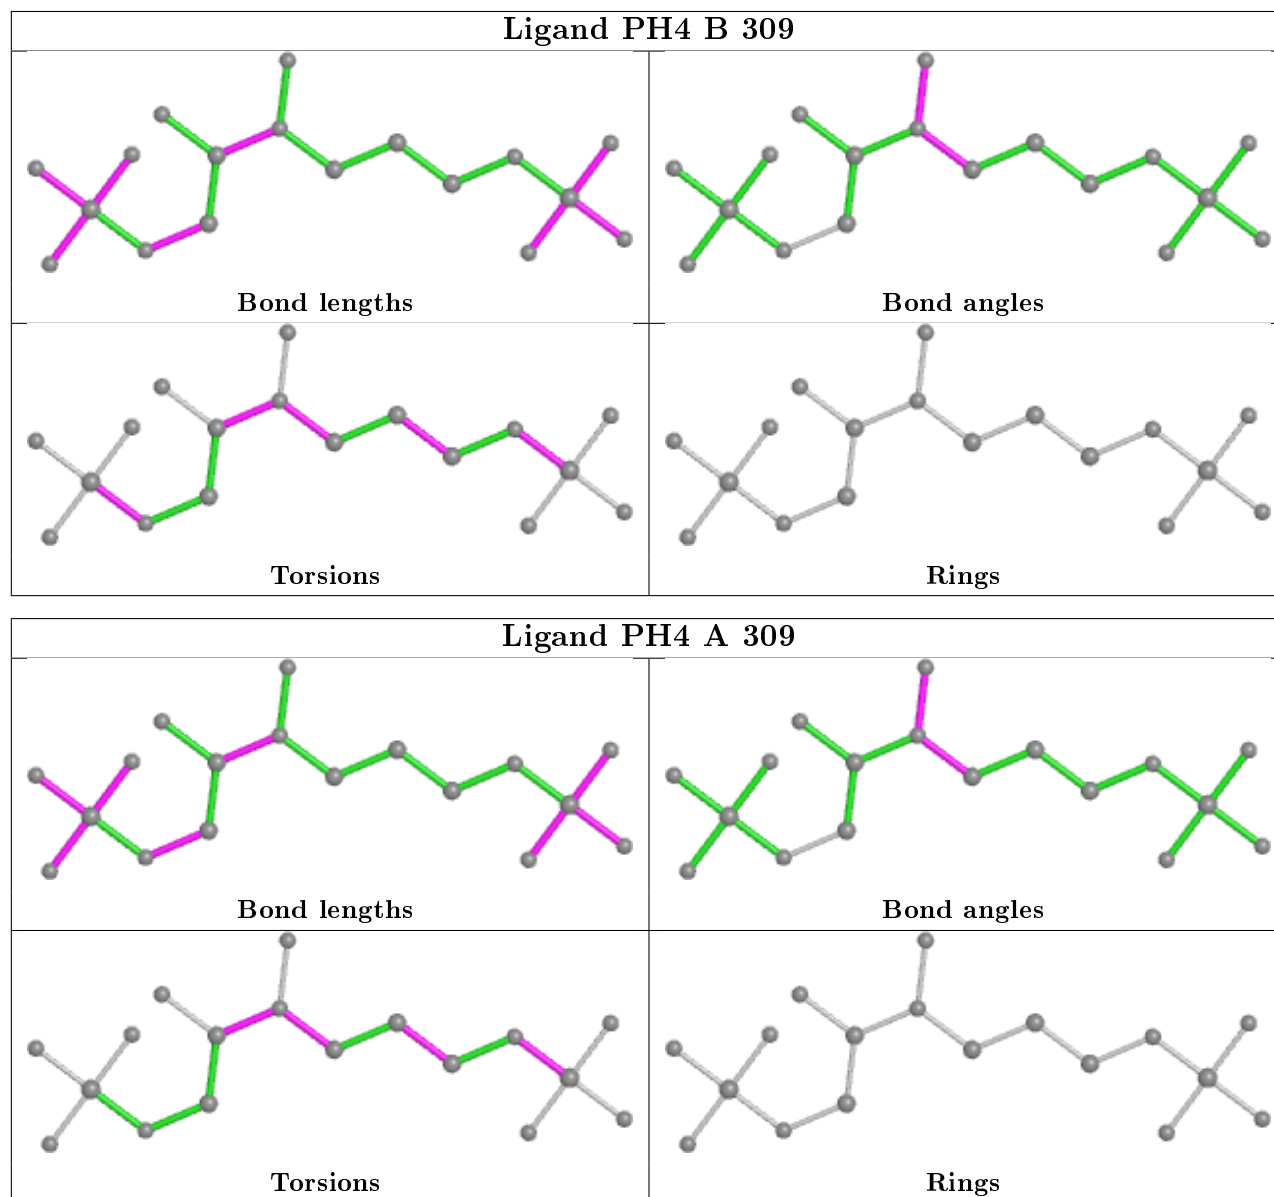 Ligand PH4 B 309
Bond lengths
Bond angles
Torsions
Rings
Ligand PH4 A 309
Bond lengths
Bond angles
Torsions
Rings